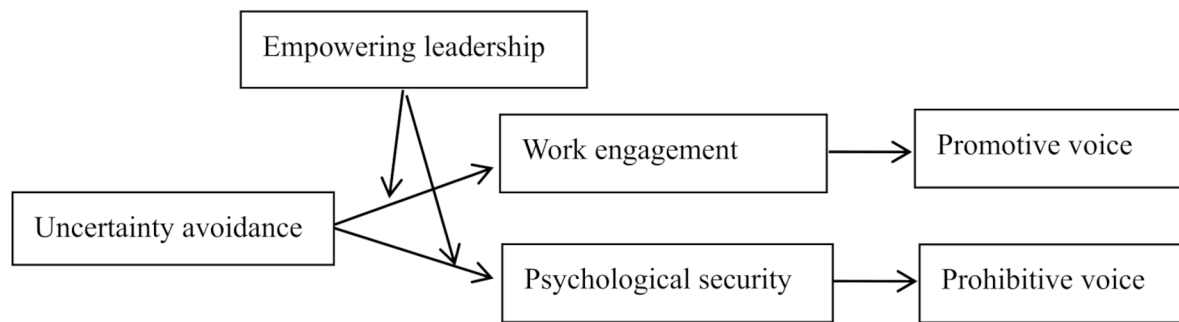 Empowering leadership
Work engagement
Promotive voice
Uncertainty avoidance
Psychological security
Prohibitive voice